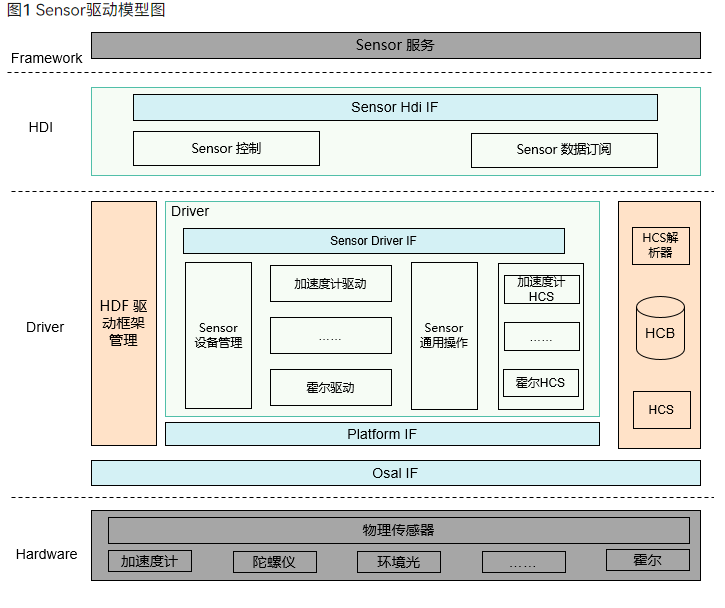 图1 Sensor驱动模型图
Framework
Sensor 服务
HDI
Sensor Hdi IF
Sensor 控制
Sensor 数据订阅
Driver
HDF 驱
动框架
管理
Driver
Sensor Driver IF
Sensor
设备管理
加速度计驱动
……
霍尔驱动
Sensor
通用操作
加速度计
HCS
……
霍尔HCS
Platform IF
HCS解
析器
HCB
HCS
Osal IF
Hardware
物理传感器
加速度计
陀螺仪
环境光
……
霍尔